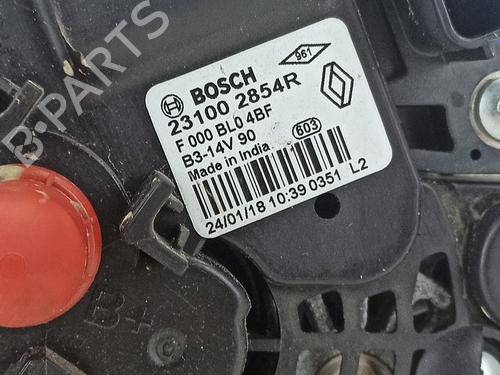 961
BOSCH
23100 2854R
F 000 BL0 4BF
B3-14V 90
Made in India
603
24/01/18 10:39 0351 L2
B+
B-PARTS